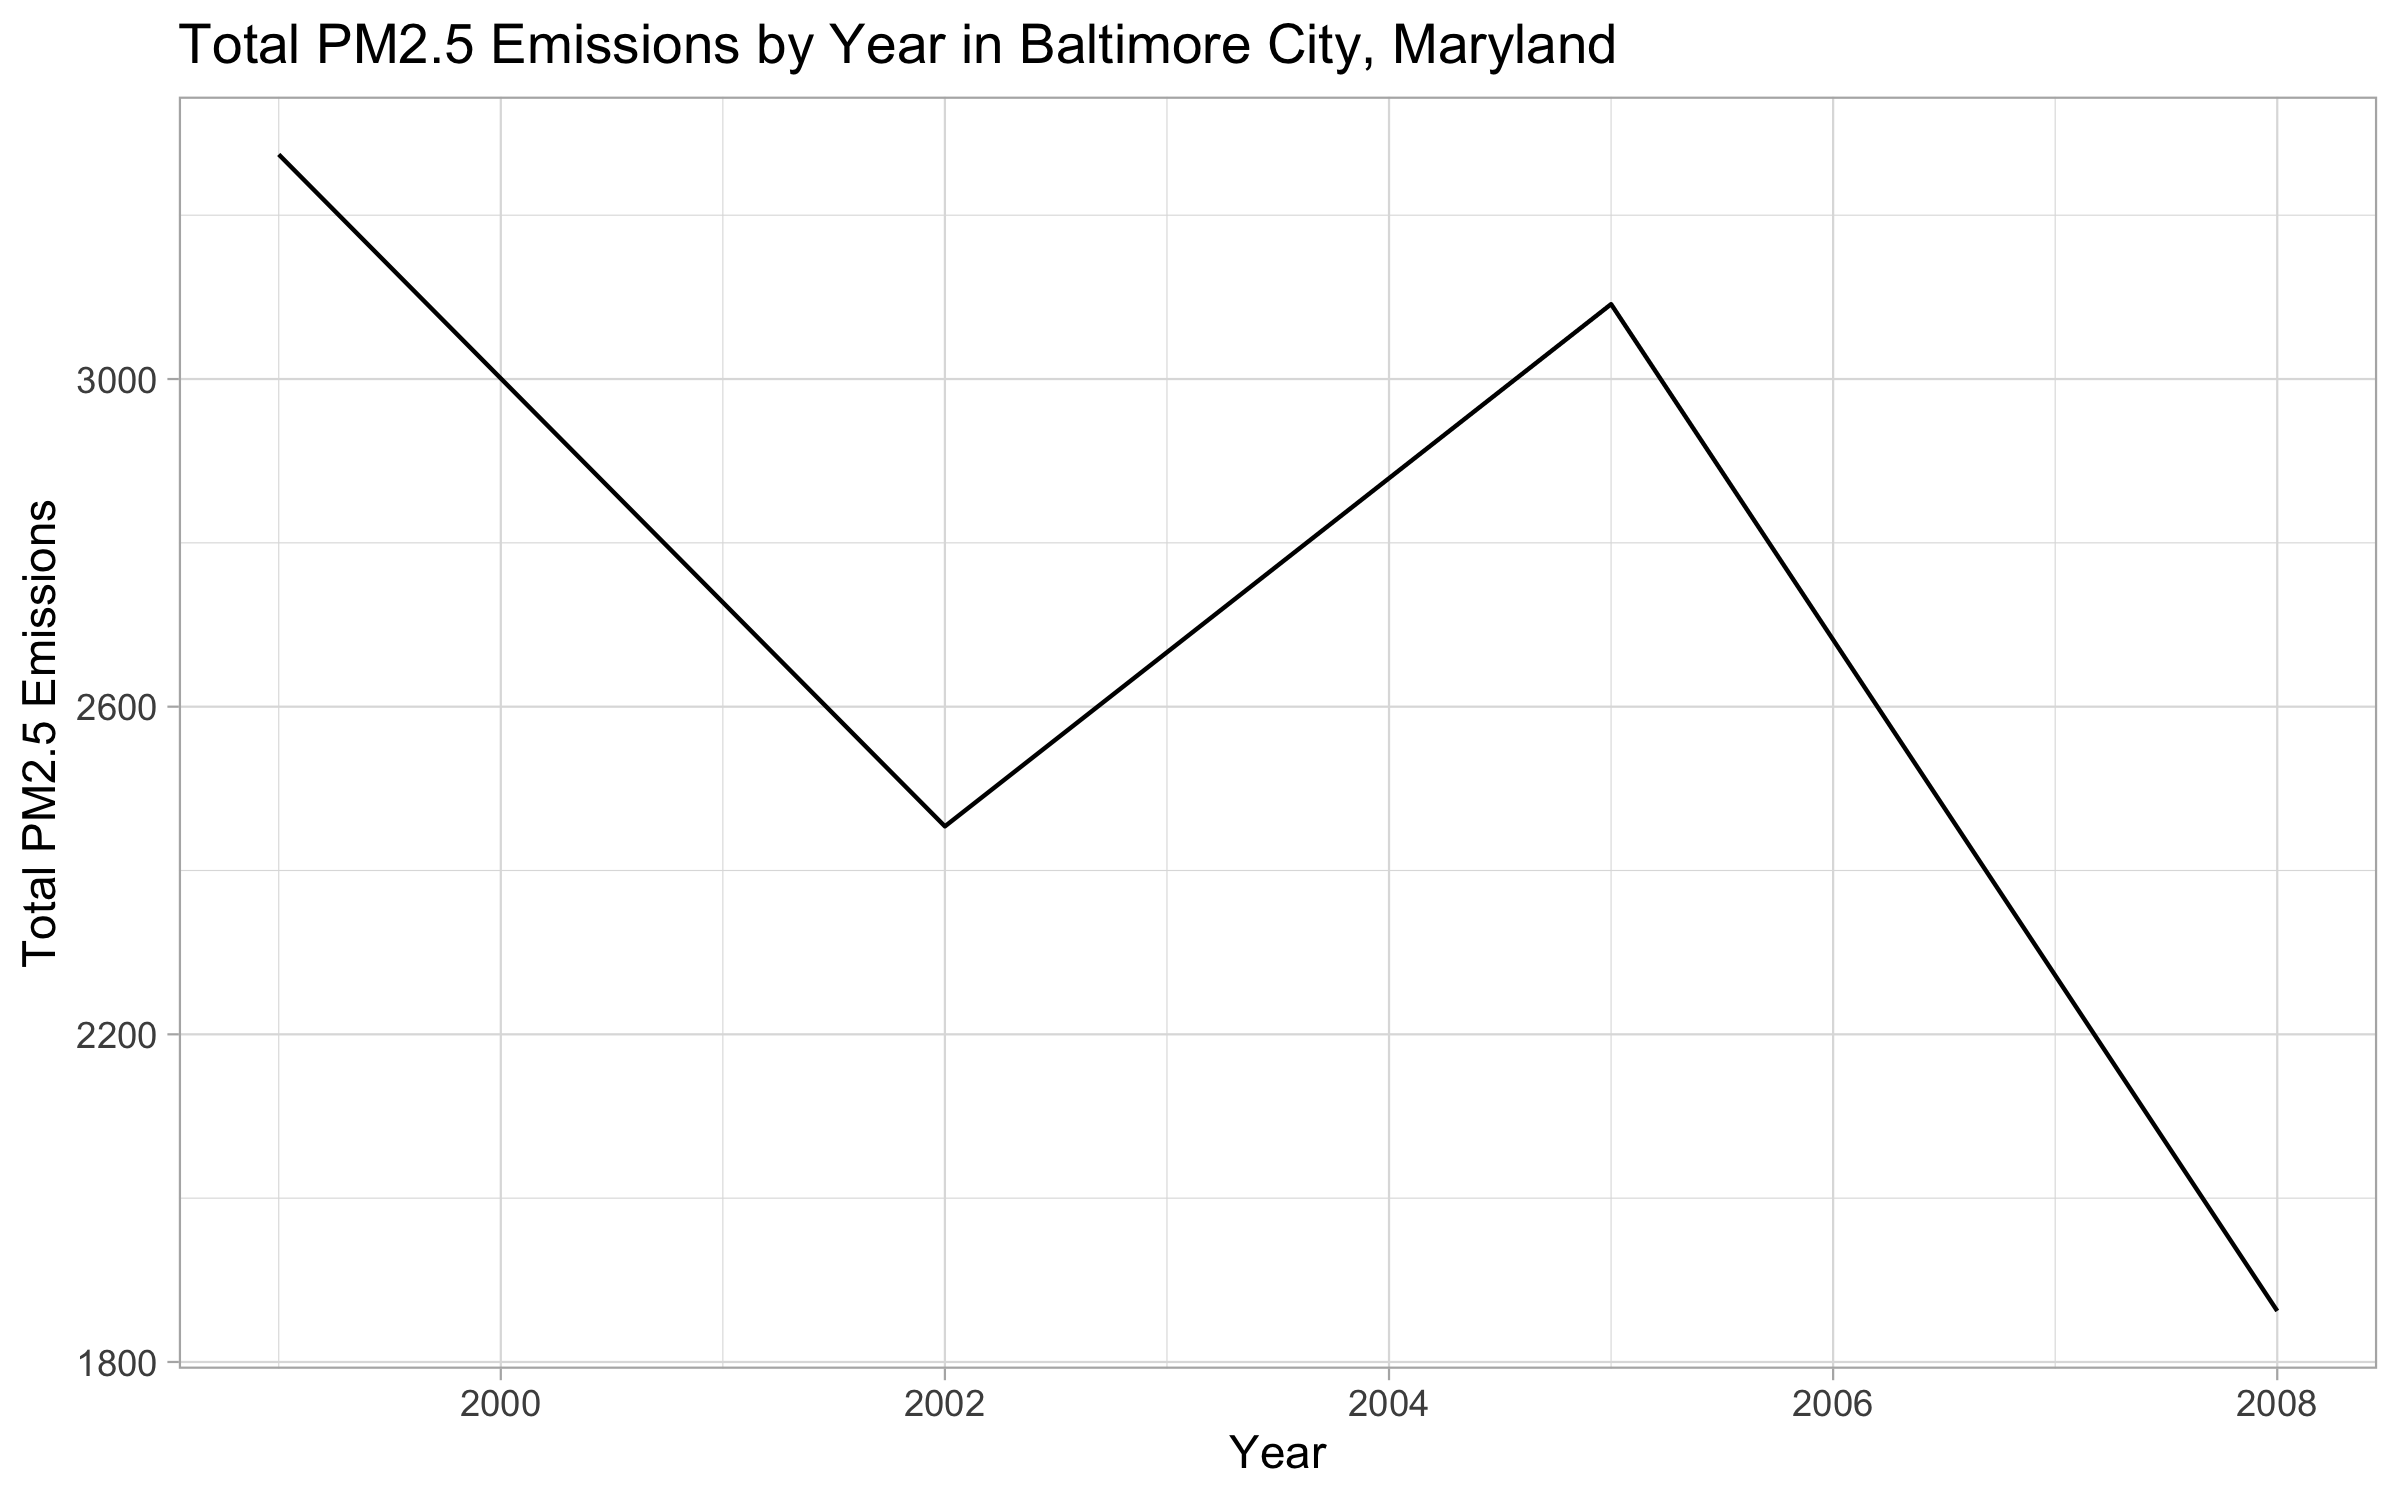 Total PM2.5 Emissions by Year in Baltimore City, Maryland
Total PM2.5 Emissions
3000
2600
2200
1800
2000 2002 2004 2006 2008
Year